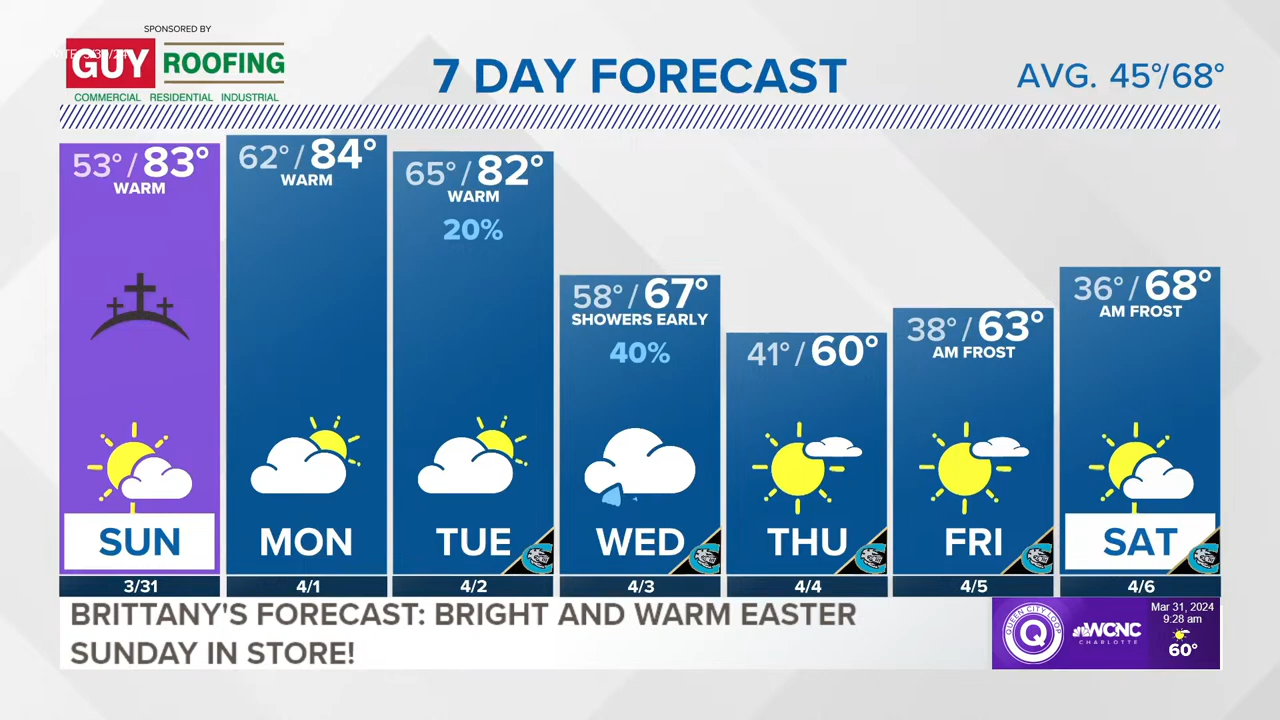 SPONSORED BY
GUY ROOFING
COMMERCIAL RESIDENTIAL INDUSTRIAL
7 DAY FORECAST
AVG. 45°/68°
53° / 83°
WARM
SUN
3/31
62° / 84°
WARM
MON
4/1
65° / 82°
WARM
20%
TUE
4/2
58° / 67°
SHOWERS EARLY
40%
WED
4/3
41° / 60°
THU
4/4
38° / 63°
AM FROST
FRI
4/5
36° / 68°
AM FROST
SAT
4/6
BRITTANY'S FORECAST: BRIGHT AND WARM EASTER
SUNDAY IN STORE!
QUEEN CITY LOOP
Q
WCNC
CHARLOTTE
Mar 31, 2024
9:28 am
60°